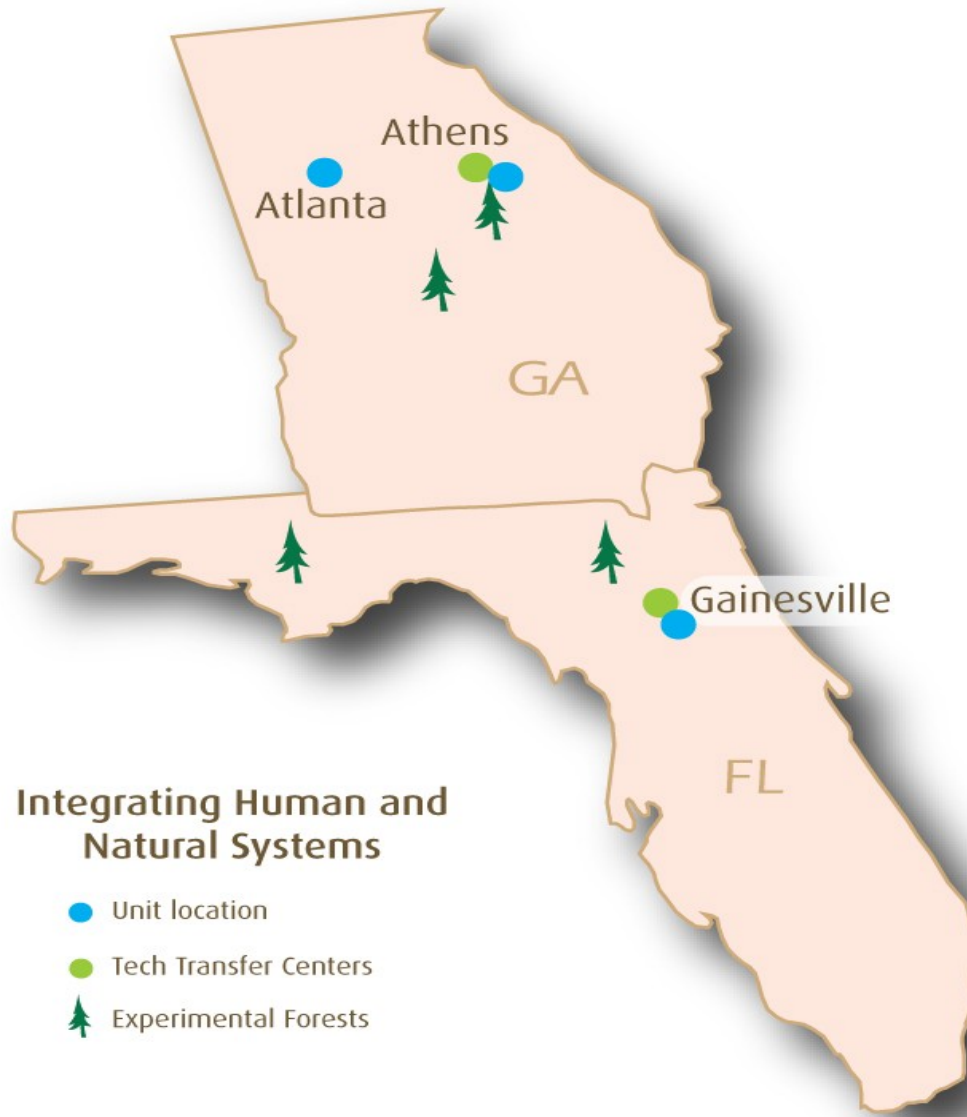 Athens
Atlanta
GA
Gainesville
FL
Integrating Human and
Natural Systems
Unit location
Tech Transfer Centers
Experimental Forests